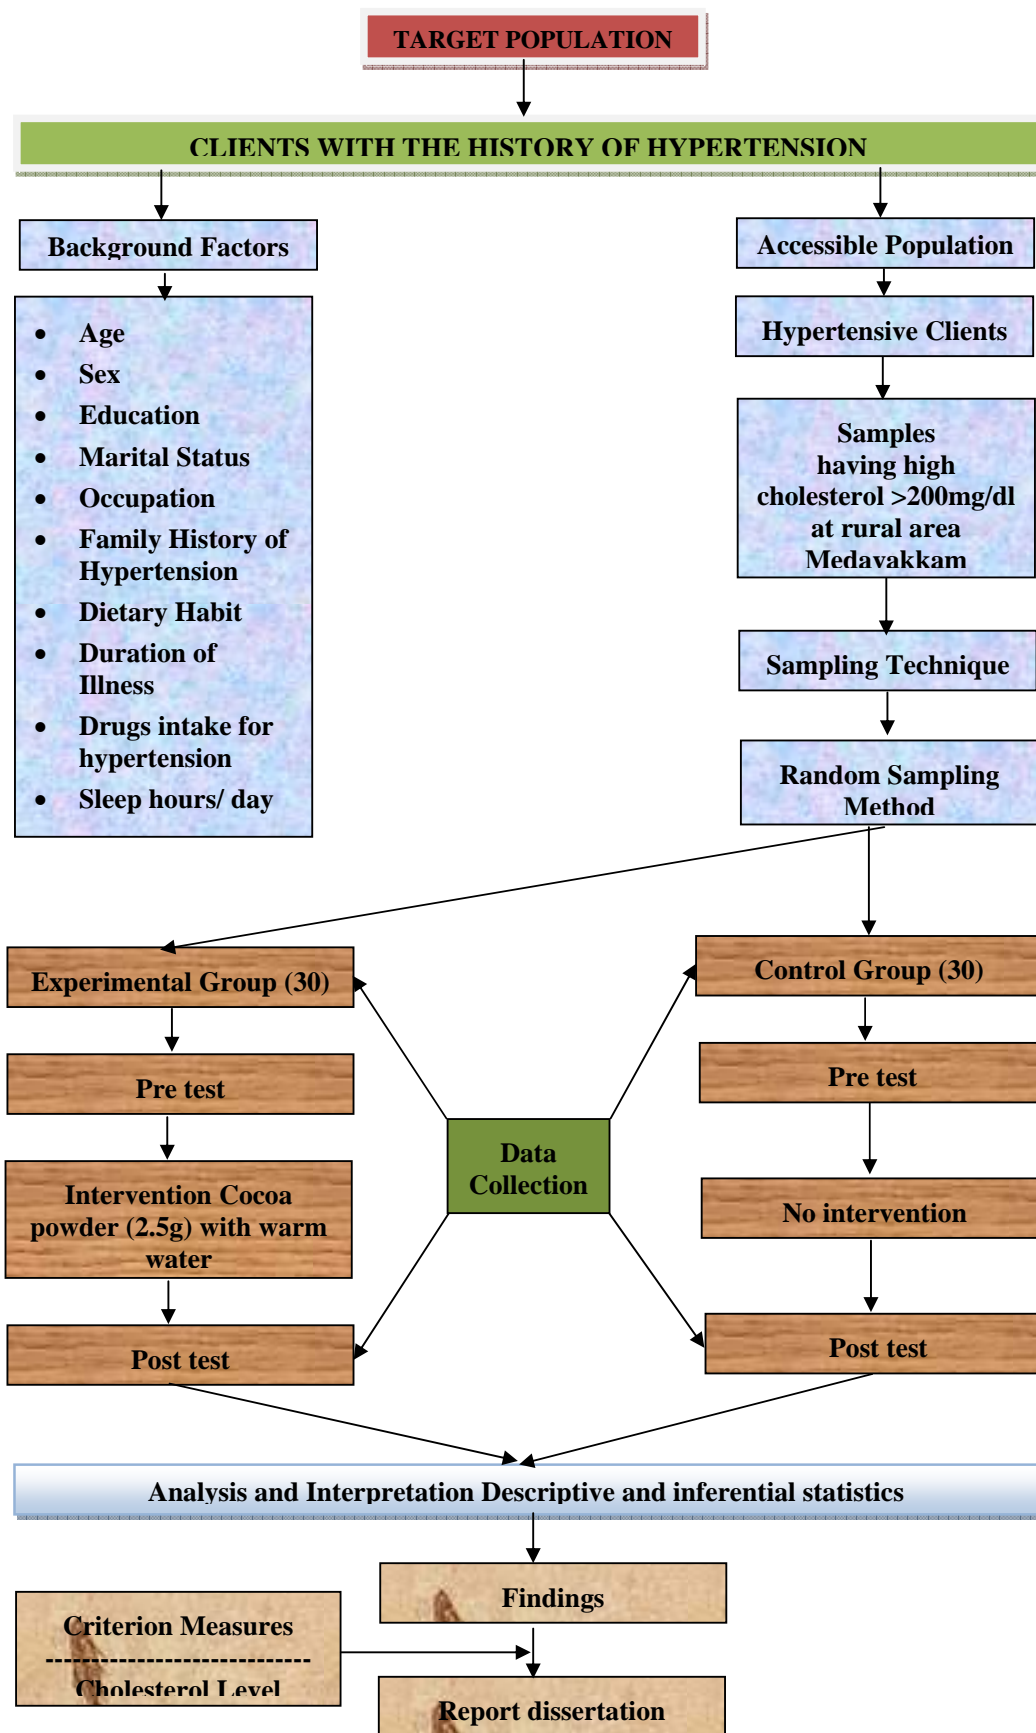 TARGET POPULATION
CLIENTS WITH THE HISTORY OF HYPERTENSION
Background Factors
• Age
• Sex
• Education
• Marital Status
• Occupation
• Family History of
Hypertension
• Dietary Habit
• Duration of
Illness
• Drugs intake for
hypertension
• Sleep hours/ day
Accessible Population
Hypertensive Clients
Samples
having high
cholesterol >200mg/dl
at rural area
Medavakkam
Sampling Technique
Random Sampling
Method
Experimental Group (30)
Pre test
Intervention Cocoa
powder (2.5g) with warm
water
Post test
Data
Collection
Control Group (30)
Pre test
No intervention
Post test
Analysis and Interpretation Descriptive and inferential statistics
Findings
Criterion Measures
----------------------------
Cholesterol Level
Report dissertation